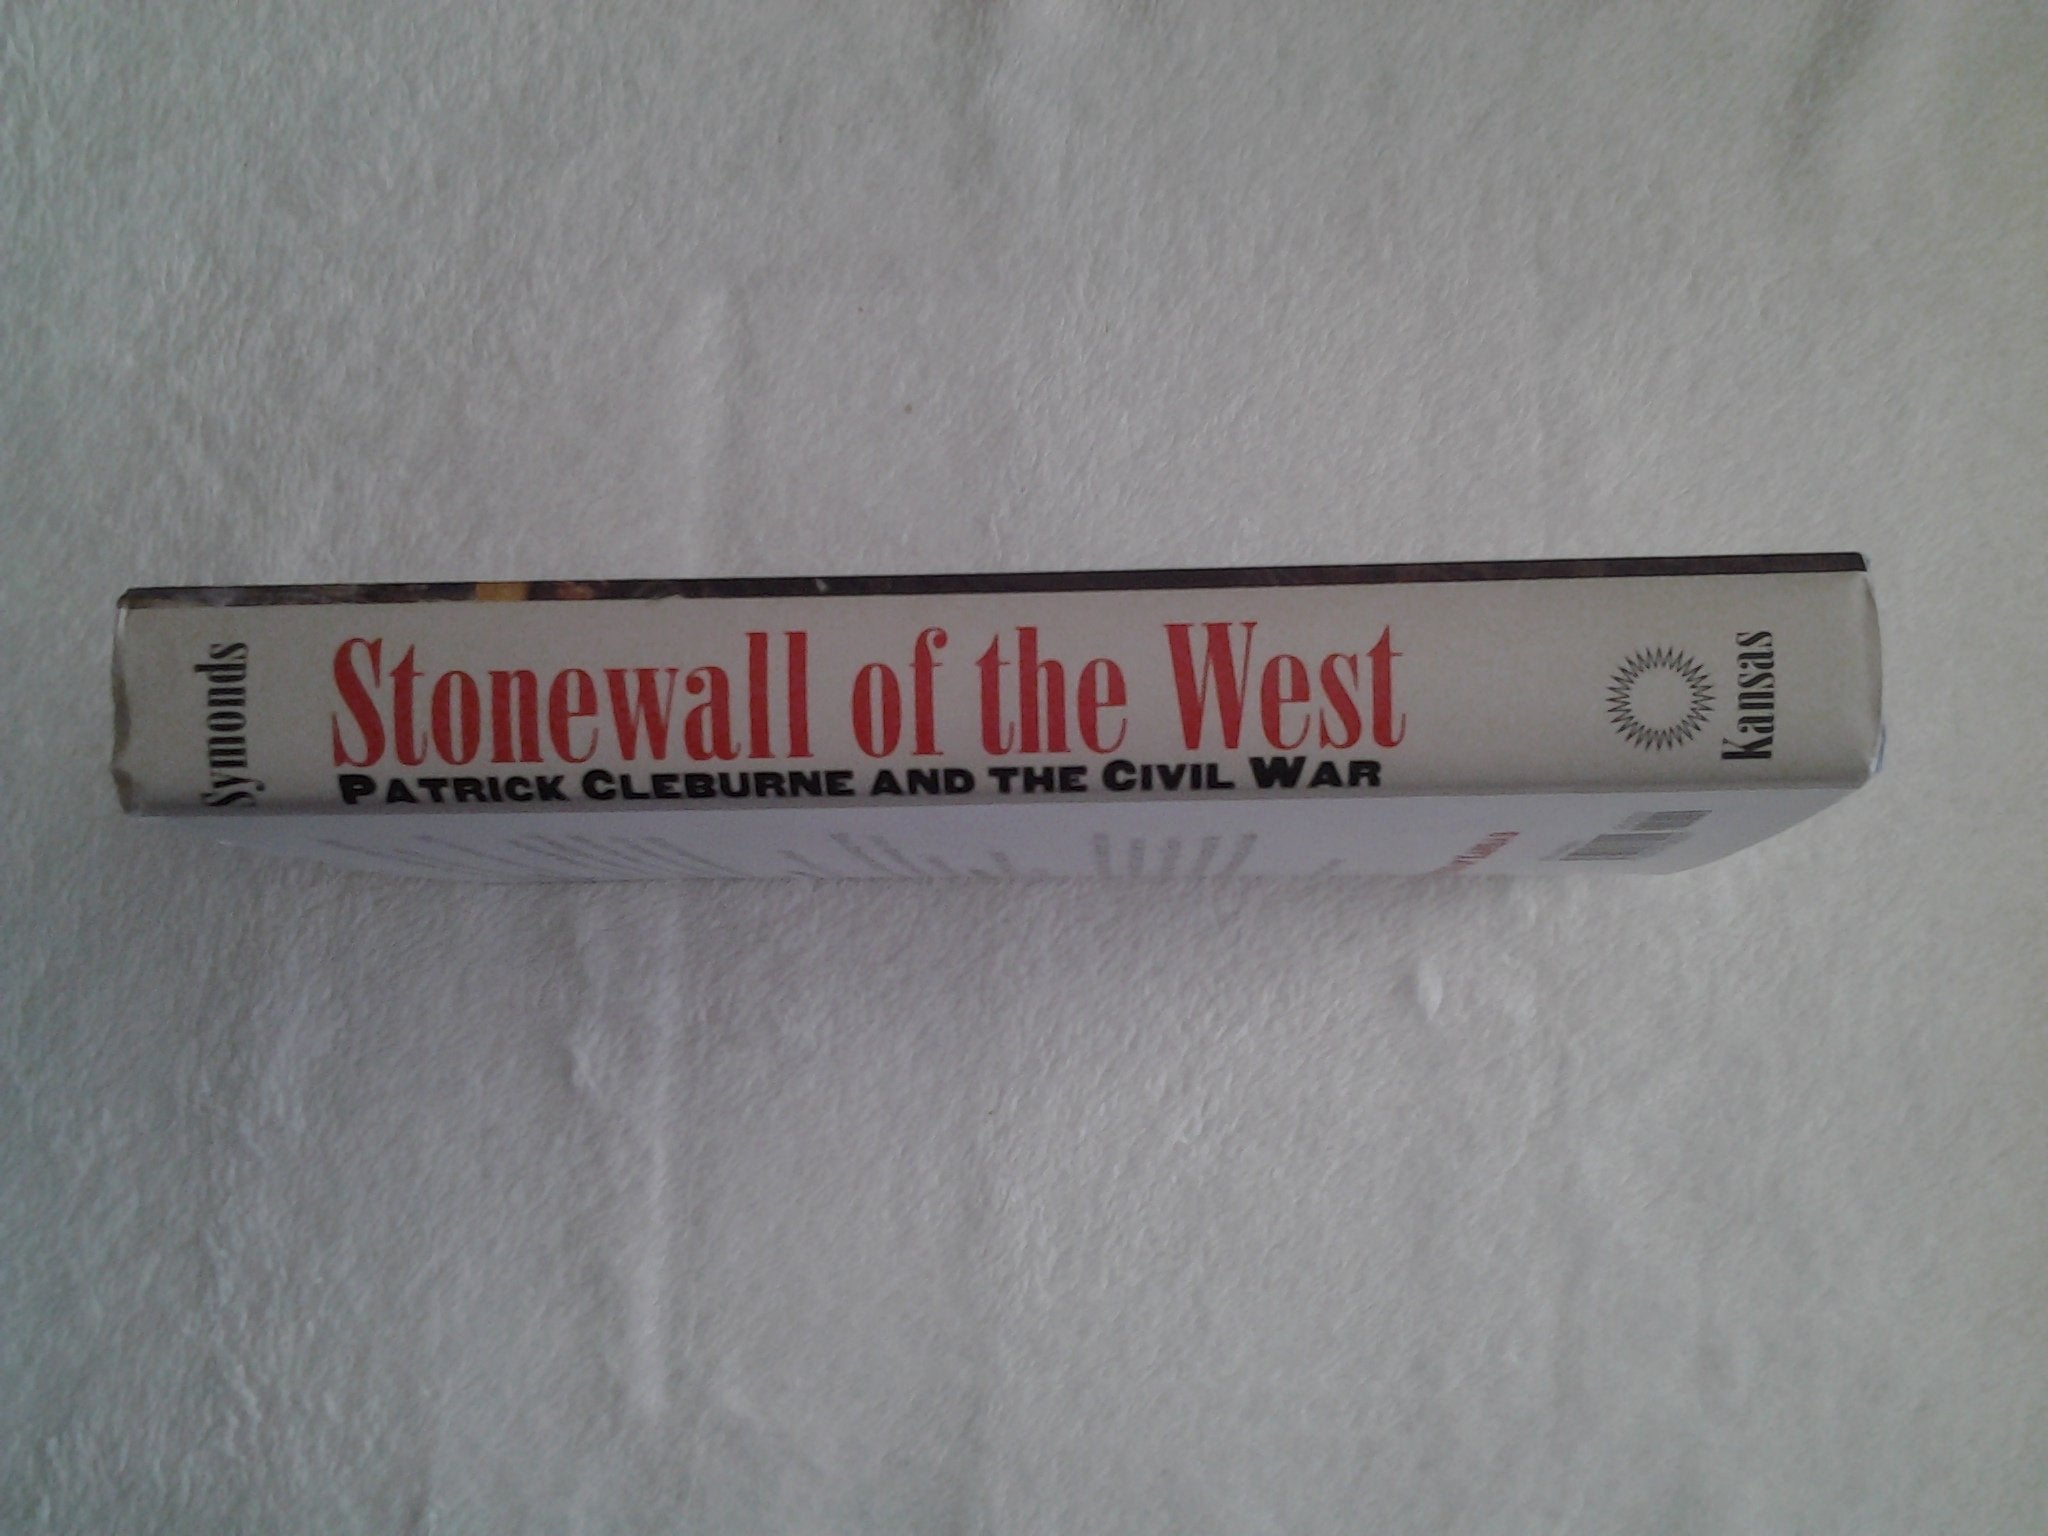 Symonds
Stonewall of the West
PATRICK CLEBURNE AND THE CIVIL WAR
Kansas